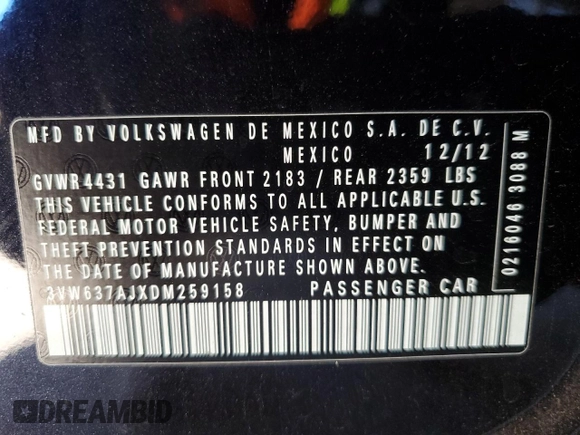 MFD BY VOLKSWAGEN DE MEXICO S.A. DE C.V.
MEXICO 12/12
GVWR 4431 GAWR FRONT 2183 / REAR 2359 LBS
THIS VEHICLE CONFORMS TO ALL APPLICABLE U.S.
FEDERAL MOTOR VEHICLE SAFETY, BUMPER AND
THEFT PREVENTION STANDARDS IN EFFECT ON
THE DATE OF MANUFACTURE SHOWN ABOVE.
3VW637AJXDM259158 PASSENGER CAR
0216046 3088 M
DREAMBID